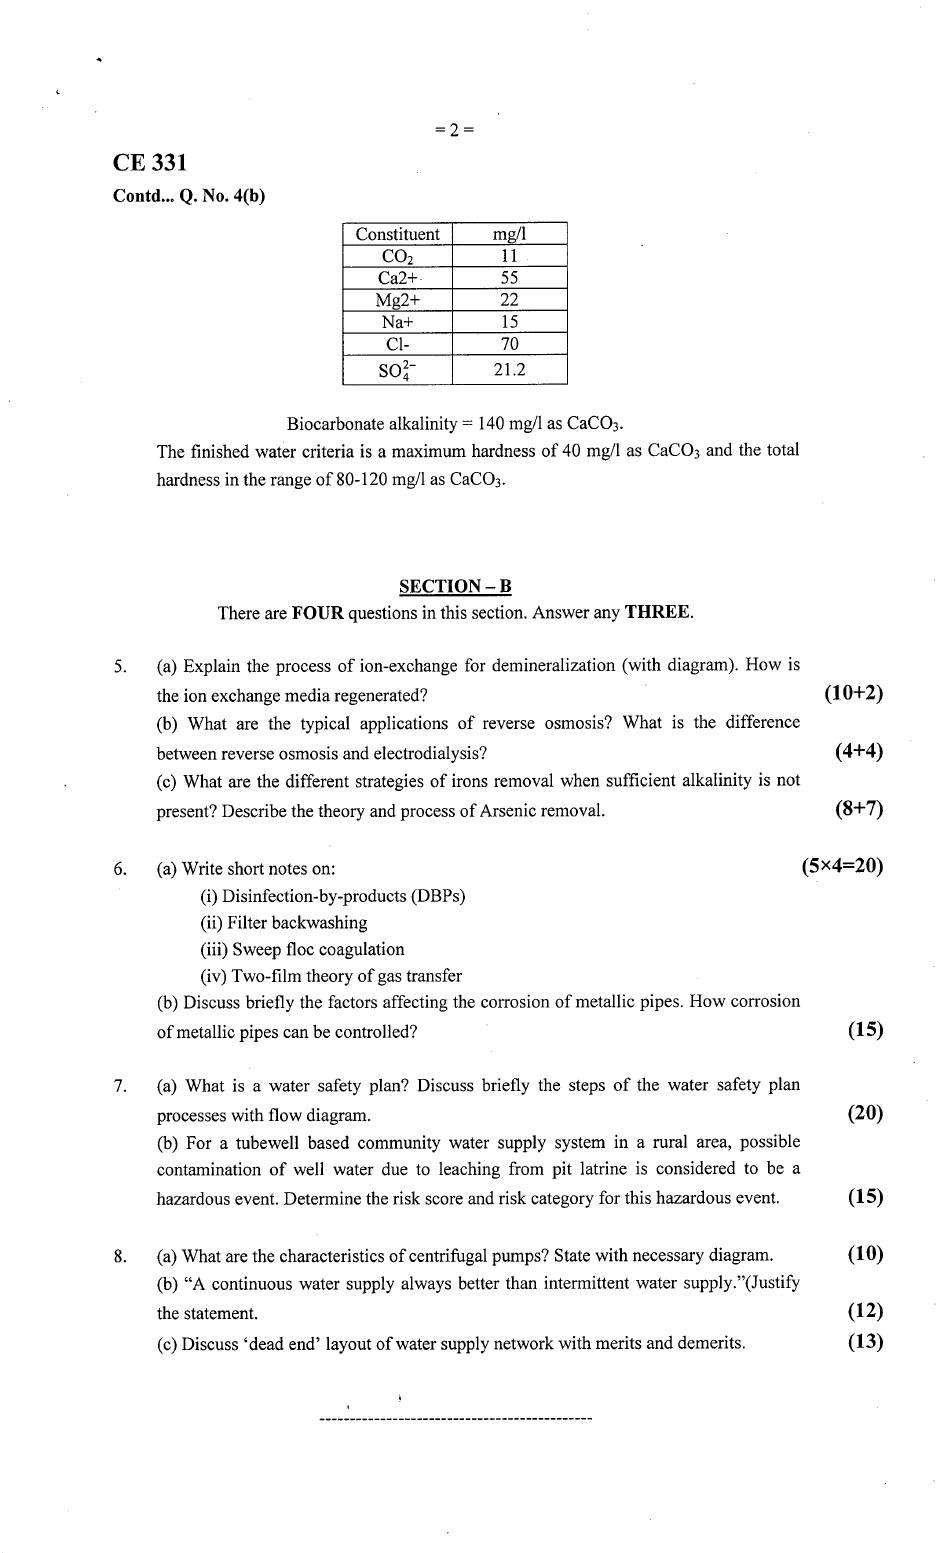 = 2 =
CE 331
Contd... Q. No. 4(b)
Constituent mg/l
CO₂ 11
Ca2+ 55
Mg2+ 22
Na+ 15
Cl- 70
SO₄²⁻ 21.2
Biocarbonate alkalinity = 140 mg/l as CaCO₃.
The finished water criteria is a maximum hardness of 40 mg/l as CaCO₃ and the total
hardness in the range of 80-120 mg/l as CaCO₃.
SECTION – B
There are FOUR questions in this section. Answer any THREE.
5. (a) Explain the process of ion-exchange for demineralization (with diagram). How is
the ion exchange media regenerated? (10+2)
(b) What are the typical applications of reverse osmosis? What is the difference
between reverse osmosis and electrodialysis? (4+4)
(c) What are the different strategies of irons removal when sufficient alkalinity is not
present? Describe the theory and process of Arsenic removal. (8+7)
6. (a) Write short notes on: (5×4=20)
(i) Disinfection-by-products (DBPs)
(ii) Filter backwashing
(iii) Sweep floc coagulation
(iv) Two-film theory of gas transfer
(b) Discuss briefly the factors affecting the corrosion of metallic pipes. How corrosion
of metallic pipes can be controlled? (15)
7. (a) What is a water safety plan? Discuss briefly the steps of the water safety plan
processes with flow diagram. (20)
(b) For a tubewell based community water supply system in a rural area, possible
contamination of well water due to leaching from pit latrine is considered to be a
hazardous event. Determine the risk score and risk category for this hazardous event. (15)
8. (a) What are the characteristics of centrifugal pumps? State with necessary diagram. (10)
(b) “A continuous water supply always better than intermittent water supply.”(Justify
the statement. (12)
(c) Discuss ‘dead end’ layout of water supply network with merits and demerits. (13)
--------------------------------------------